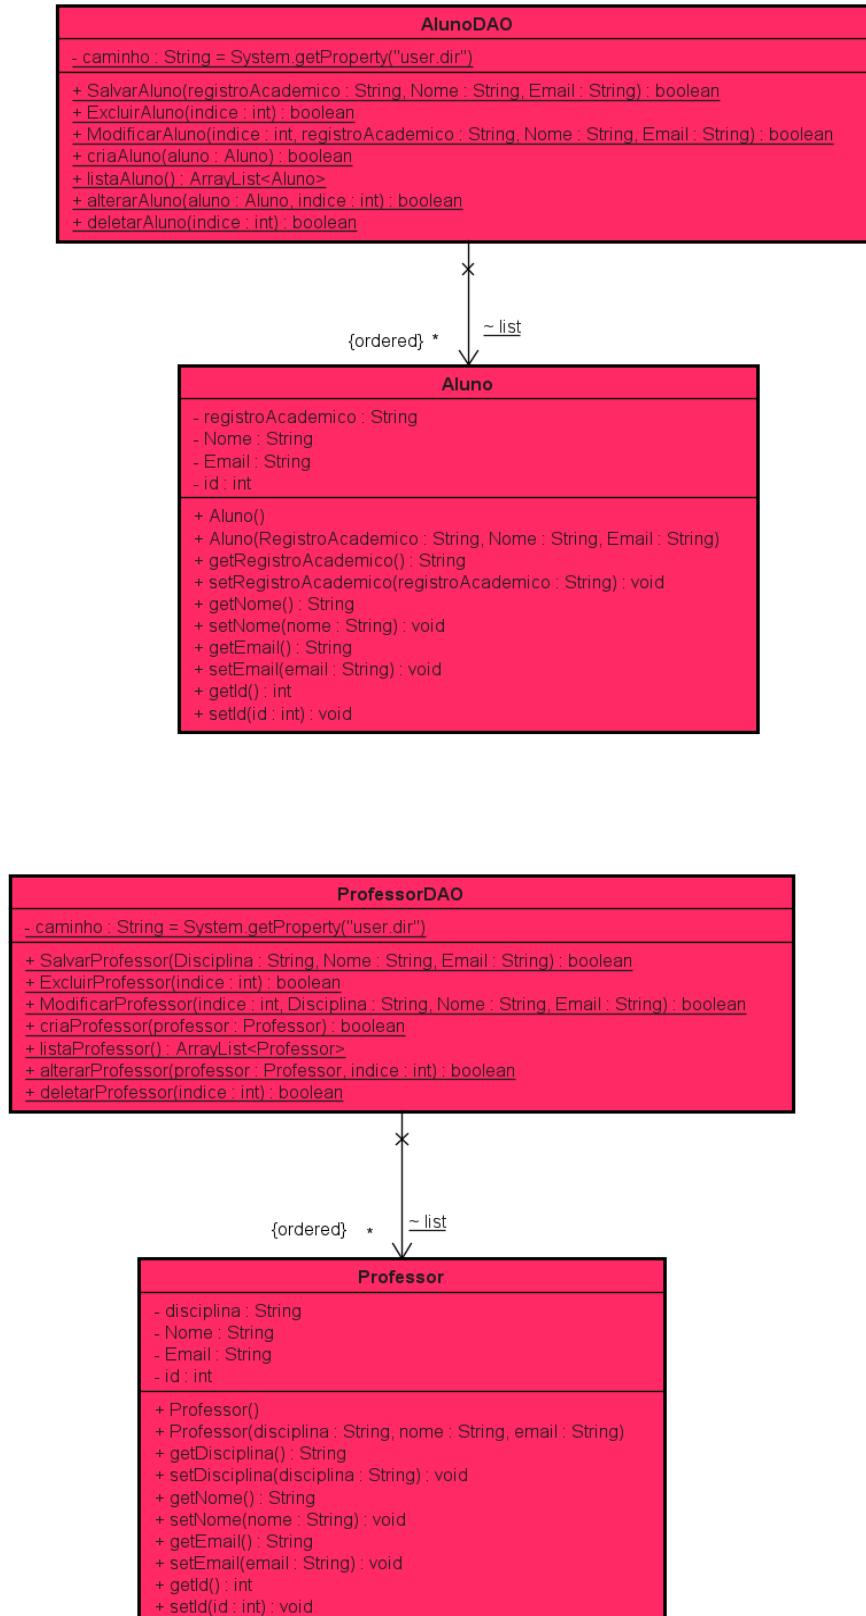 AlunoDAO
- caminho : String = System.getProperty("user.dir")
+ SalvarAluno(registroAcademico : String, Nome : String, Email : String) : boolean
+ ExcluirAluno(indice : int) : boolean
+ ModificarAluno(indice : int, registroAcademico : String, Nome : String, Email : String) : boolean
+ criaAluno(aluno : Aluno) : boolean
+ listaAluno() : ArrayList<Aluno>
+ alterarAluno(aluno : Aluno, indice : int) : boolean
+ deletarAluno(indice : int) : boolean
{ordered} * ~ list
Aluno
- registroAcademico : String
- Nome : String
- Email : String
- id : int
+ Aluno()
+ Aluno(RegistroAcademico : String, Nome : String, Email : String)
+ getRegistroAcademico() : String
+ setRegistroAcademico(registroAcademico : String) : void
+ getNome() : String
+ setNome(nome : String) : void
+ getEmail() : String
+ setEmail(email : String) : void
+ getId() : int
+ setId(id : int) : void
ProfessorDAO
- caminho : String = System.getProperty("user.dir")
+ SalvarProfessor(Disciplina : String, Nome : String, Email : String) : boolean
+ ExcluirProfessor(indice : int) : boolean
+ ModificarProfessor(indice : int, Disciplina : String, Nome : String, Email : String) : boolean
+ criaProfessor(professor : Professor) : boolean
+ listaProfessor() : ArrayList<Professor>
+ alterarProfessor(professor : Professor, indice : int) : boolean
+ deletarProfessor(indice : int) : boolean
{ordered} * ~ list
Professor
- disciplina : String
- Nome : String
- Email : String
- id : int
+ Professor()
+ Professor(disciplina : String, nome : String, email : String)
+ getDisciplina() : String
+ setDisciplina(disciplina : String) : void
+ getNome() : String
+ setNome(nome : String) : void
+ getEmail() : String
+ setEmail(email : String) : void
+ getId() : int
+ setId(id : int) : void